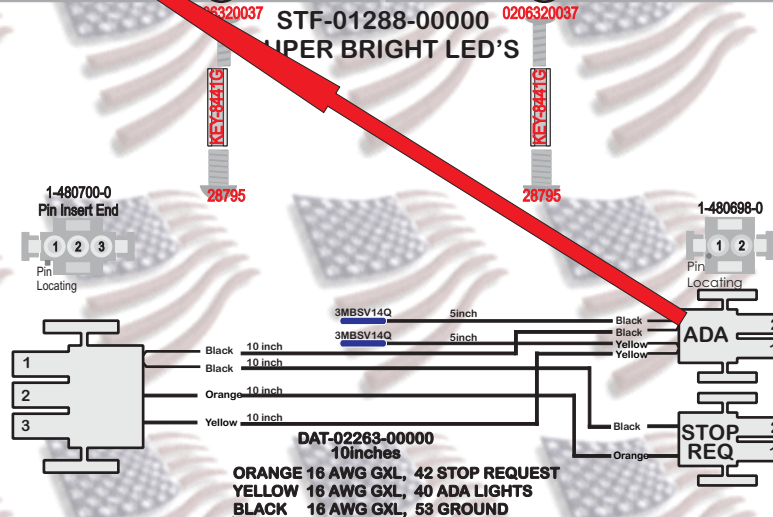 06320037
STF-01288-00000
0206320037
UPER BRIGHT LED'S
KEY-8441G
KEY-8441G
28795
28795
1-480700-0
Pin Insert End
1 2 3
Pin
Locating
1-480698-0
1 2
Pin
Locating
3MBSV14Q 5inch Black
Black
3MBSV14Q 5inch Yellow
Yellow
ADA
1
2
3
Black 10 inch
Black 10 inch
Orange 10 inch
Yellow 10 inch
Black
Orange
STOP
REQ
DAT-02263-00000
10inches
ORANGE 16 AWG GXL, 42 STOP REQUEST
YELLOW 16 AWG GXL, 40 ADA LIGHTS
BLACK 16 AWG GXL, 53 GROUND